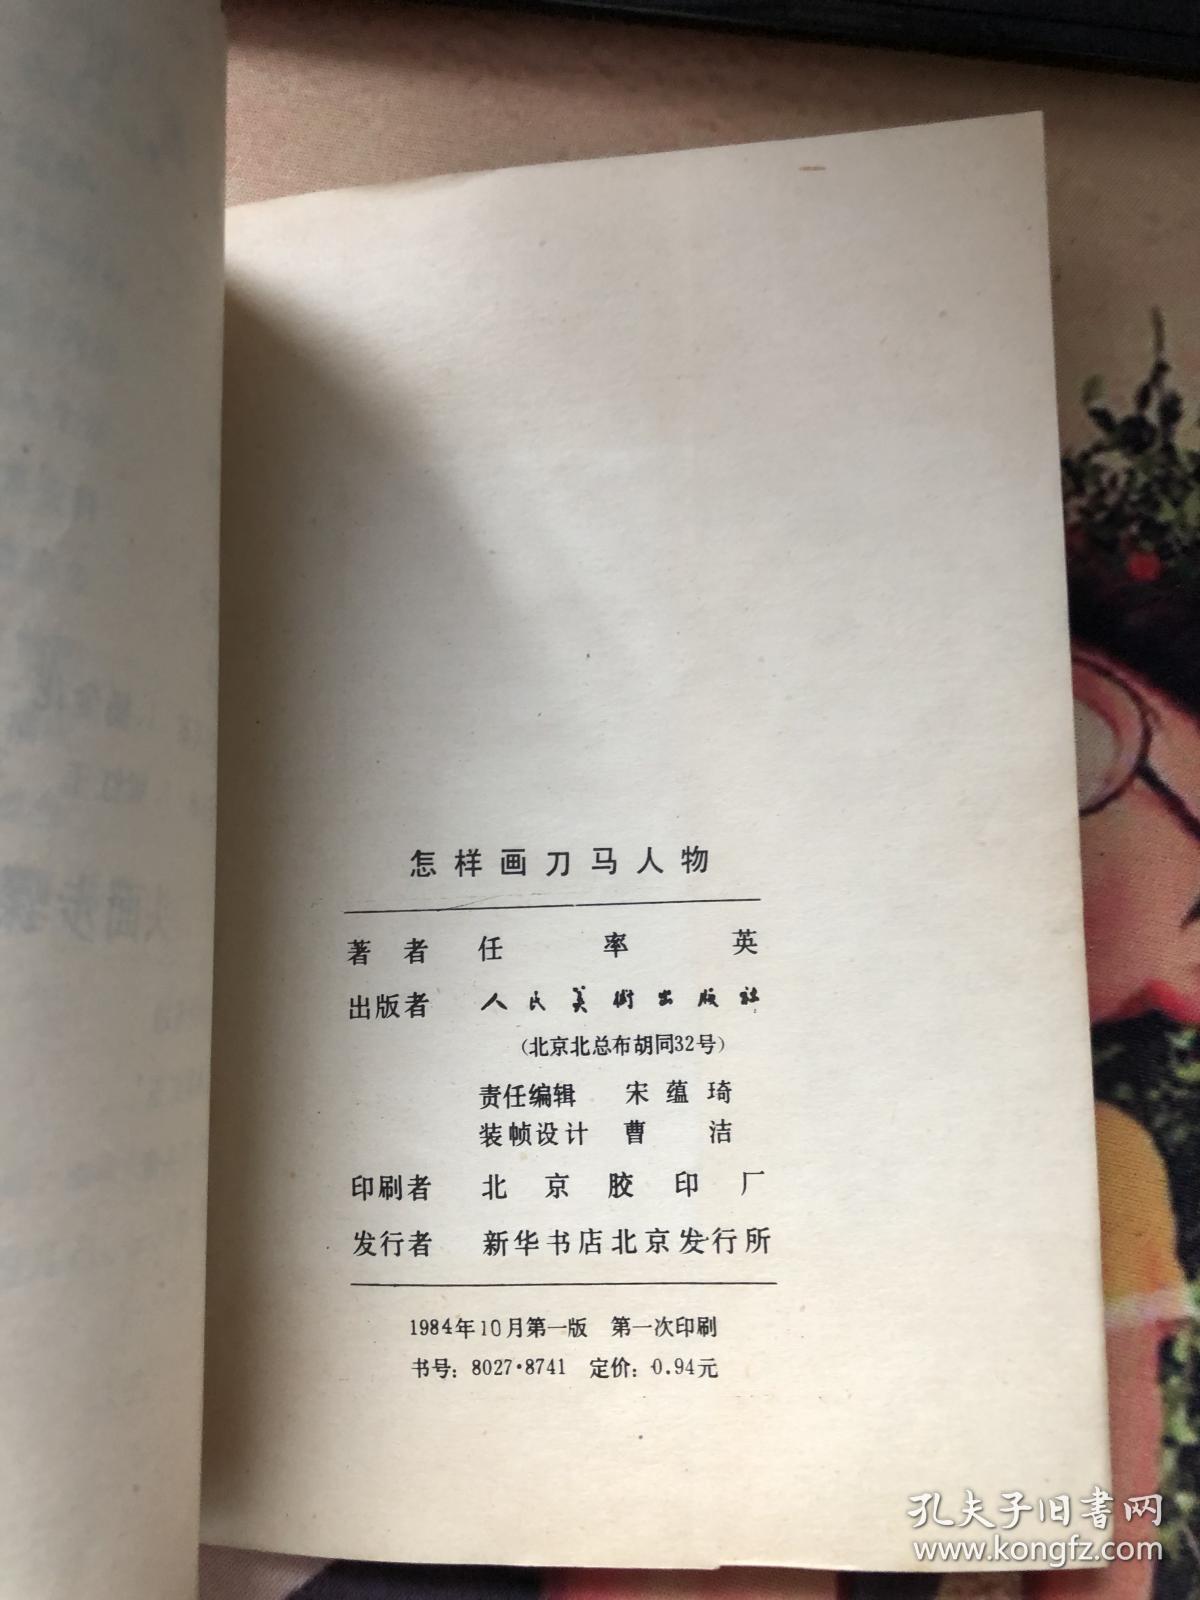 怎样画刀马人物
著者 任率英
出版者 人民美術出版社
(北京北总布胡同32号)
责任编辑 宋蕴琦
装帧设计 曹洁
印刷者 北京胶印厂
发行者 新华书店北京发行所
1984年10月第一版 第一次印刷
书号: 8027·8741 定价: 0.94元
孔夫子旧书网
www.kongfz.com